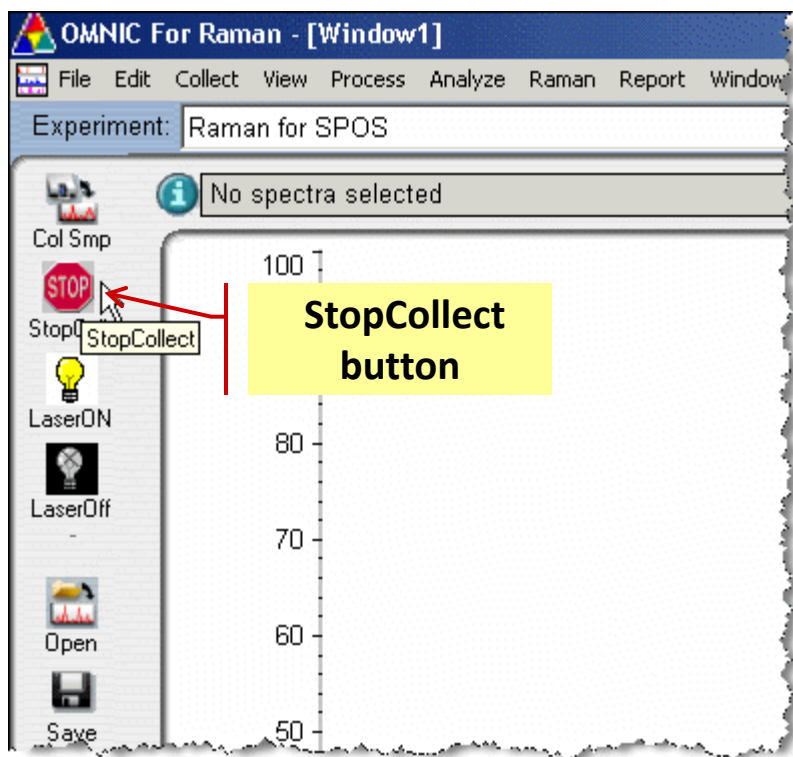 OMNIC For Raman - [Window1]
File Edit Collect View Process Analyze Raman Report Window
Experiment: Raman for SPOS
No spectra selected
Col Smp
STOP
StopCollect
LaserON
LaserOff
-
Open
Save
100
80
70
60
50
StopCollect
button